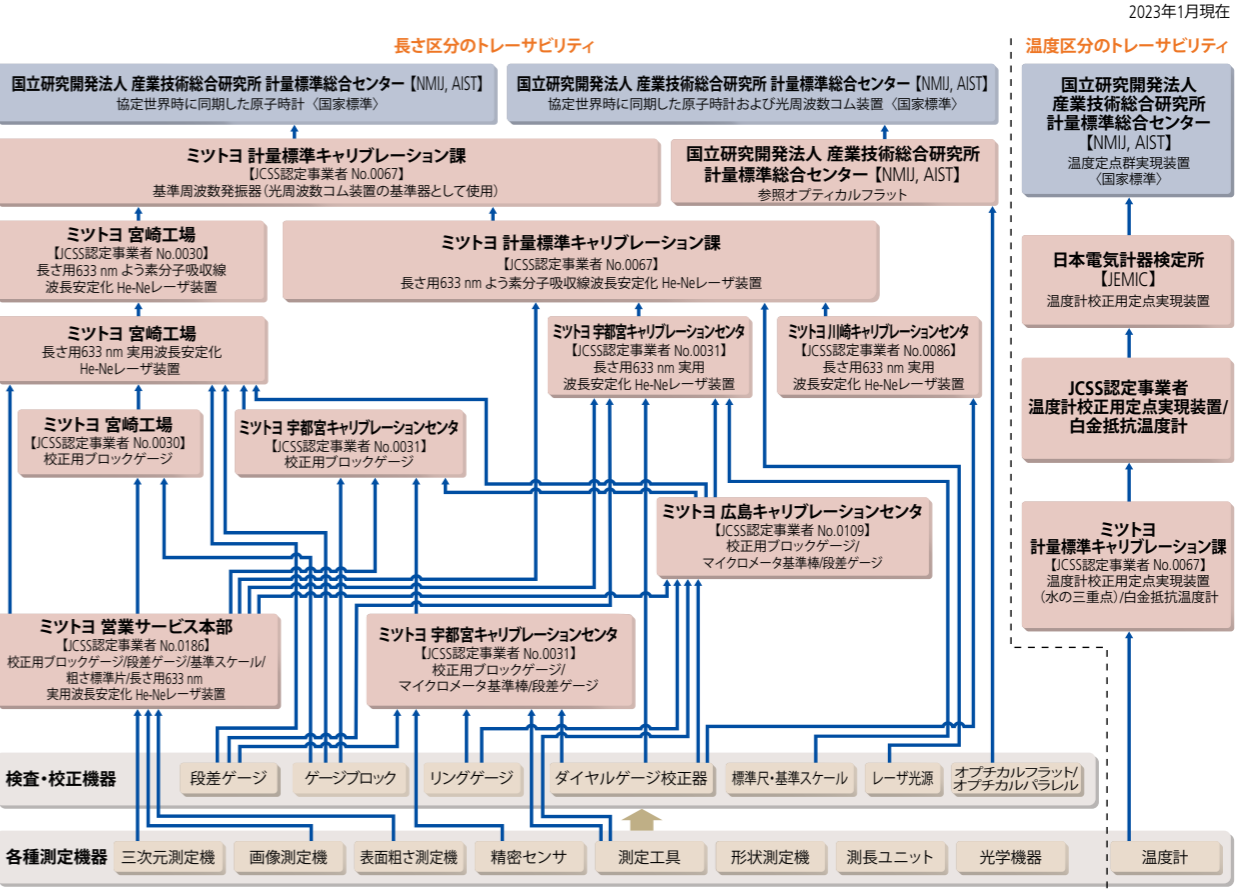 2023年1月現在
長さ区分のトレーサビリティ
温度区分のトレーサビリティ
国立研究開発法人 産業技術総合研究所 計量標準総合センター【NMIJ, AIST】
協定世界時に同期した原子時計〈国家標準〉
国立研究開発法人 産業技術総合研究所 計量標準総合センター【NMIJ, AIST】
協定世界時に同期した原子時計および光周波数コム装置〈国家標準〉
国立研究開発法人
産業技術総合研究所
計量標準総合センター
【NMIJ, AIST】
温度定点群実現装置
〈国家標準〉
ミツトヨ 計量標準キャリブレーション課
【JCSS認定事業者 No.0067】
基準周波数発振器(光周波数コム装置の基準器として使用)
国立研究開発法人 産業技術総合研究所
計量標準総合センター【NMIJ, AIST】
参照オプティカルフラット
ミツトヨ 宮崎工場
【JCSS認定事業者 No.0030】
長さ用633 nm よう素分子吸収線
波長安定化 He-Neレーザ装置
ミツトヨ 計量標準キャリブレーション課
【JCSS認定事業者 No.0067】
長さ用633 nm よう素分子吸収線波長安定化 He-Neレーザ装置
日本電気計器検定所
【JEMIC】
温度計校正用定点実現装置
ミツトヨ 宮崎工場
長さ用633 nm 実用波長安定化
He-Neレーザ装置
ミツトヨ 宇都宮キャリブレーションセンタ
【JCSS認定事業者 No.0031】
長さ用633 nm 実用
波長安定化 He-Neレーザ装置
ミツトヨ 川崎キャリブレーションセンタ
【JCSS認定事業者 No.0086】
長さ用633 nm 実用
波長安定化 He-Neレーザ装置
JCSS認定事業者
温度計校正用定点実現装置/
白金抵抗温度計
ミツトヨ 宮崎工場
【JCSS認定事業者 No.0030】
校正用ブロックゲージ
ミツトヨ 宇都宮キャリブレーションセンタ
【JCSS認定事業者 No.0031】
校正用ブロックゲージ
ミツトヨ 広島キャリブレーションセンタ
【JCSS認定事業者 No.0109】
校正用ブロックゲージ/
マイクロメータ基準棒/段差ゲージ
ミツトヨ
計量標準キャリブレーション課
【JCSS認定事業者 No.0067】
温度計校正用定点実現装置
(水の三重点)/白金抵抗温度計
ミツトヨ 営業サービス本部
【JCSS認定事業者 No.0186】
校正用ブロックゲージ/段差ゲージ/基準スケール/
粗さ標準片/長さ用633 nm
実用波長安定化 He-Neレーザ装置
ミツトヨ 宇都宮キャリブレーションセンタ
【JCSS認定事業者 No.0031】
校正用ブロックゲージ/
マイクロメータ基準棒/段差ゲージ
検査・校正機器
段差ゲージ
ゲージブロック
リングゲージ
ダイヤルゲージ校正器
標準尺・基準スケール
レーザ光源
オプチカルフラット/
オプチカルパラレル
各種測定機器
三次元測定機
画像測定機
表面粗さ測定機
精密センサ
測定工具
形状測定機
測長ユニット
光学機器
温度計